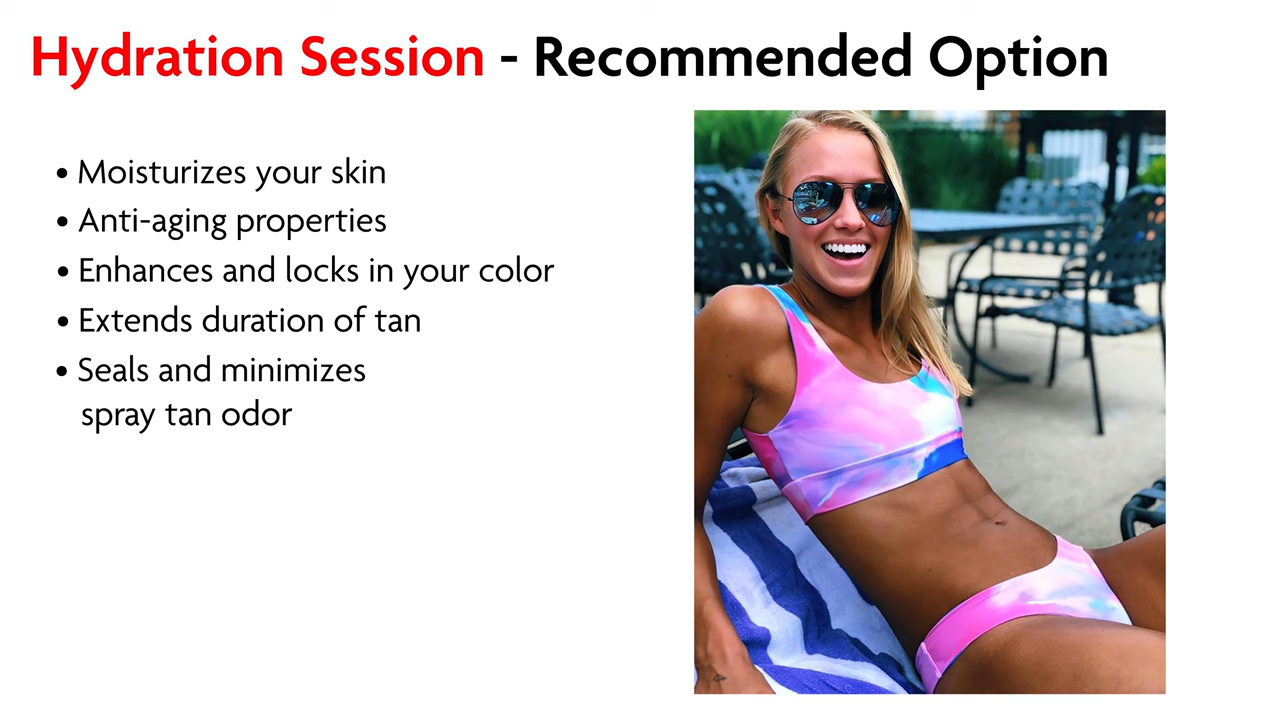 Hydration Session - Recommended Option
• Moisturizes your skin
• Anti-aging properties
• Enhances and locks in your color
• Extends duration of tan
• Seals and minimizes
spray tan odor